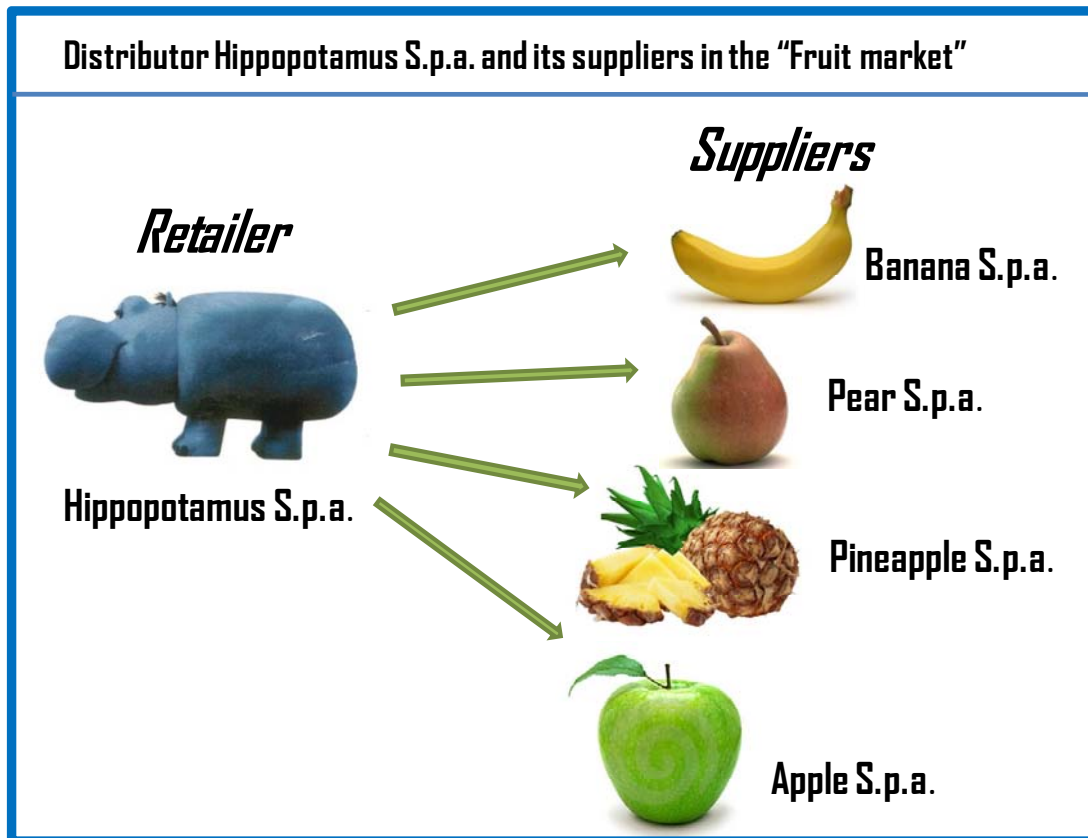 Distributor Hippopotamus S.p.a. and its suppliers in the “Fruit market”
Suppliers
Retailer
Banana S.p.a.
Pear S.p.a.
Hippopotamus S.p.a.
Pineapple S.p.a.
Apple S.p.a.